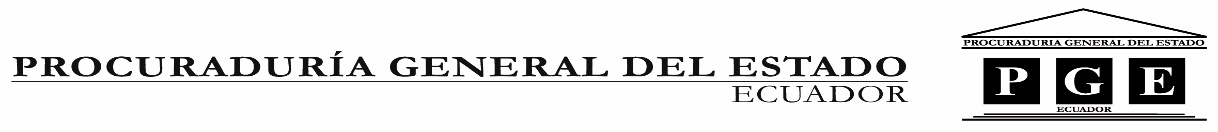 PROCURADURÍA GENERAL DEL ESTADO
ECUADOR
PROCURADURIA GENERAL DEL ESTADO
P G E
ECUADOR